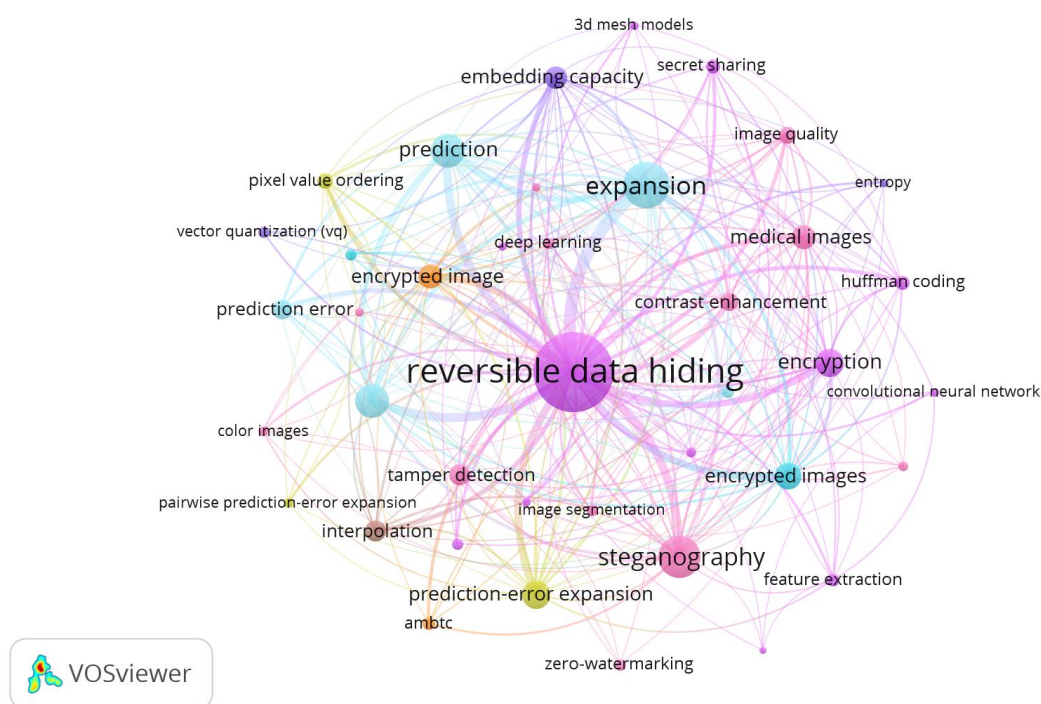 3d mesh models
secret sharing
embedding capacity
image quality
prediction
pixel value ordering
expansion
entropy
vector quantization (vq)
deep learning
medical images
encrypted image
huffman coding
prediction error
contrast enhancement
reversible data hiding
encryption
convolutional neural network
color images
tamper detection
encrypted images
pairwise prediction-error expansion
image segmentation
interpolation
steganography
feature extraction
prediction-error expansion
ambtc
zero-watermarking
VOSviewer